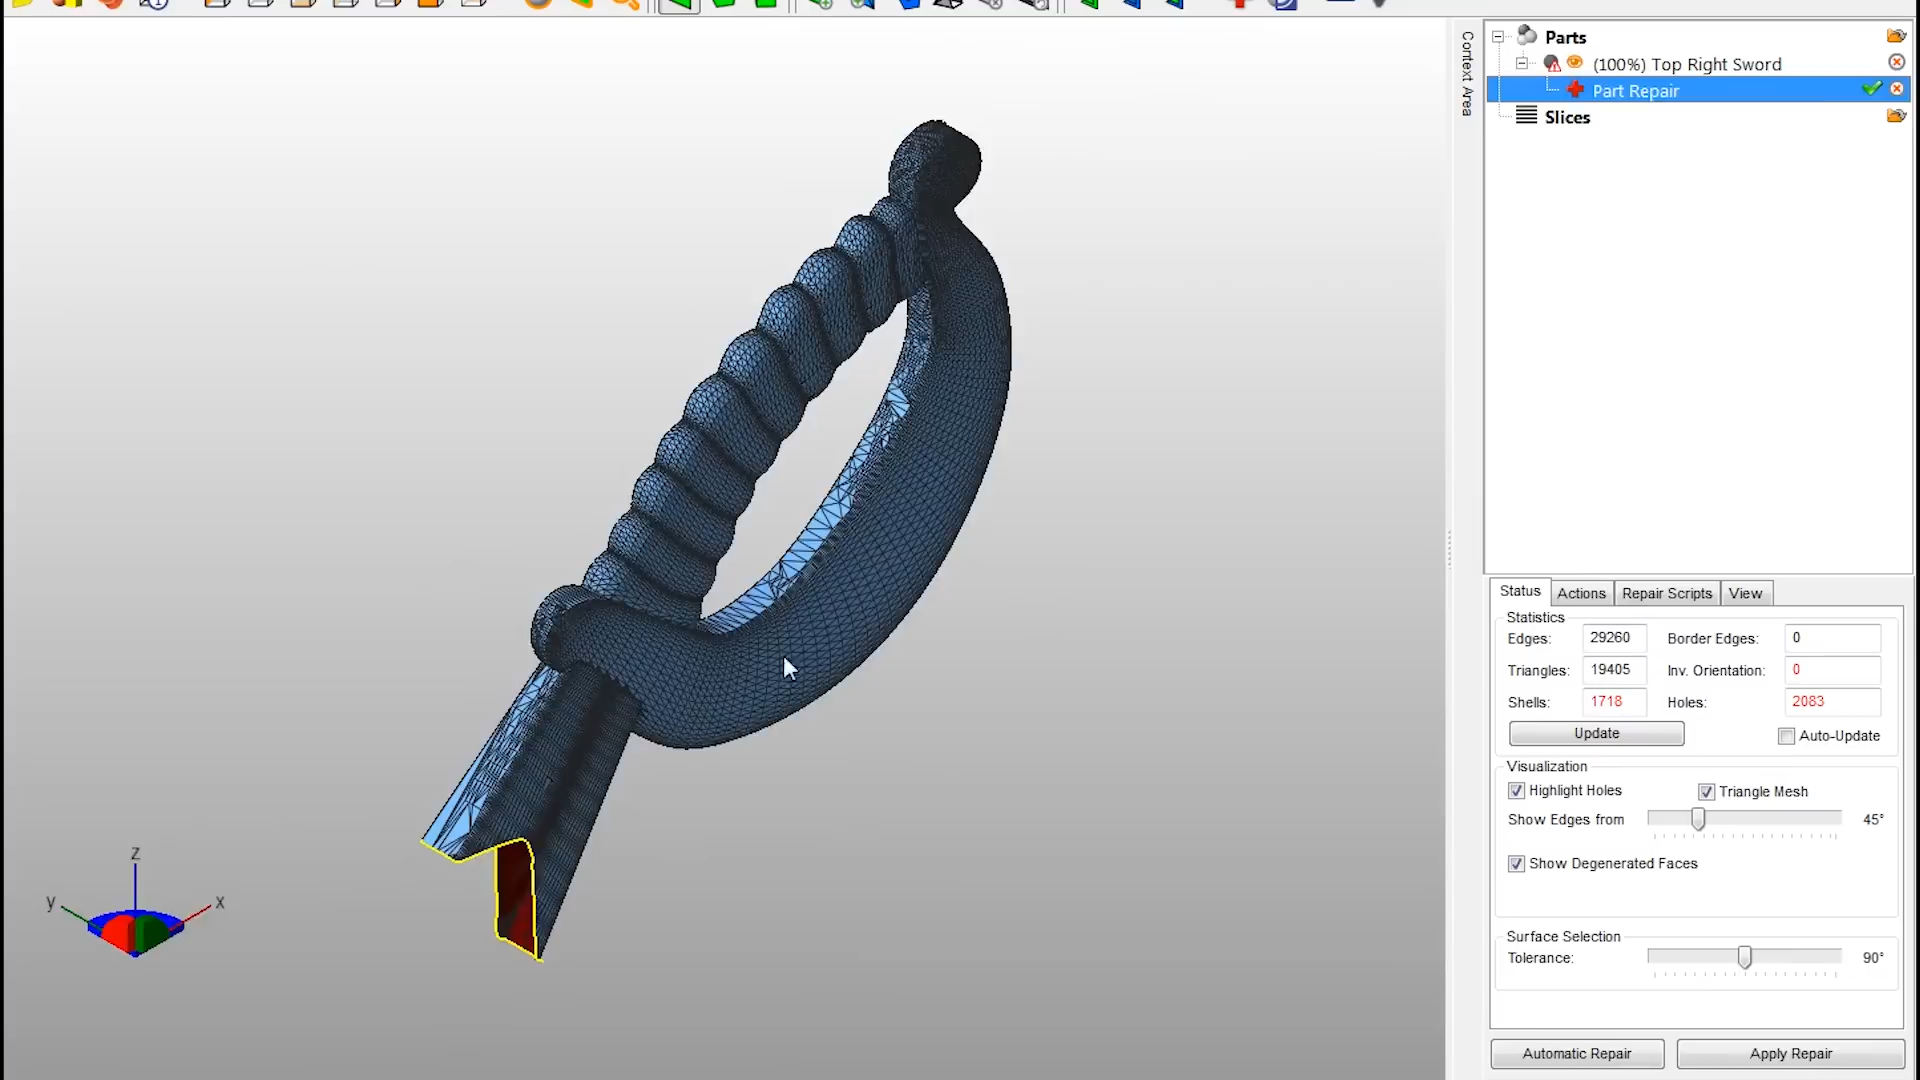 Context Area
Parts
(100%) Top Right Sword
Part Repair
Slices
z
y
x
Status Actions Repair Scripts View
Statistics
Edges: 29260 Border Edges: 0
Triangles: 19405 Inv. Orientation: 0
Shells: 1718 Holes: 2083
Update Auto-Update
Visualization
Highlight Holes Triangle Mesh
Show Edges from 45°
Show Degenerated Faces
Surface Selection
Tolerance: 90°
Automatic Repair Apply Repair